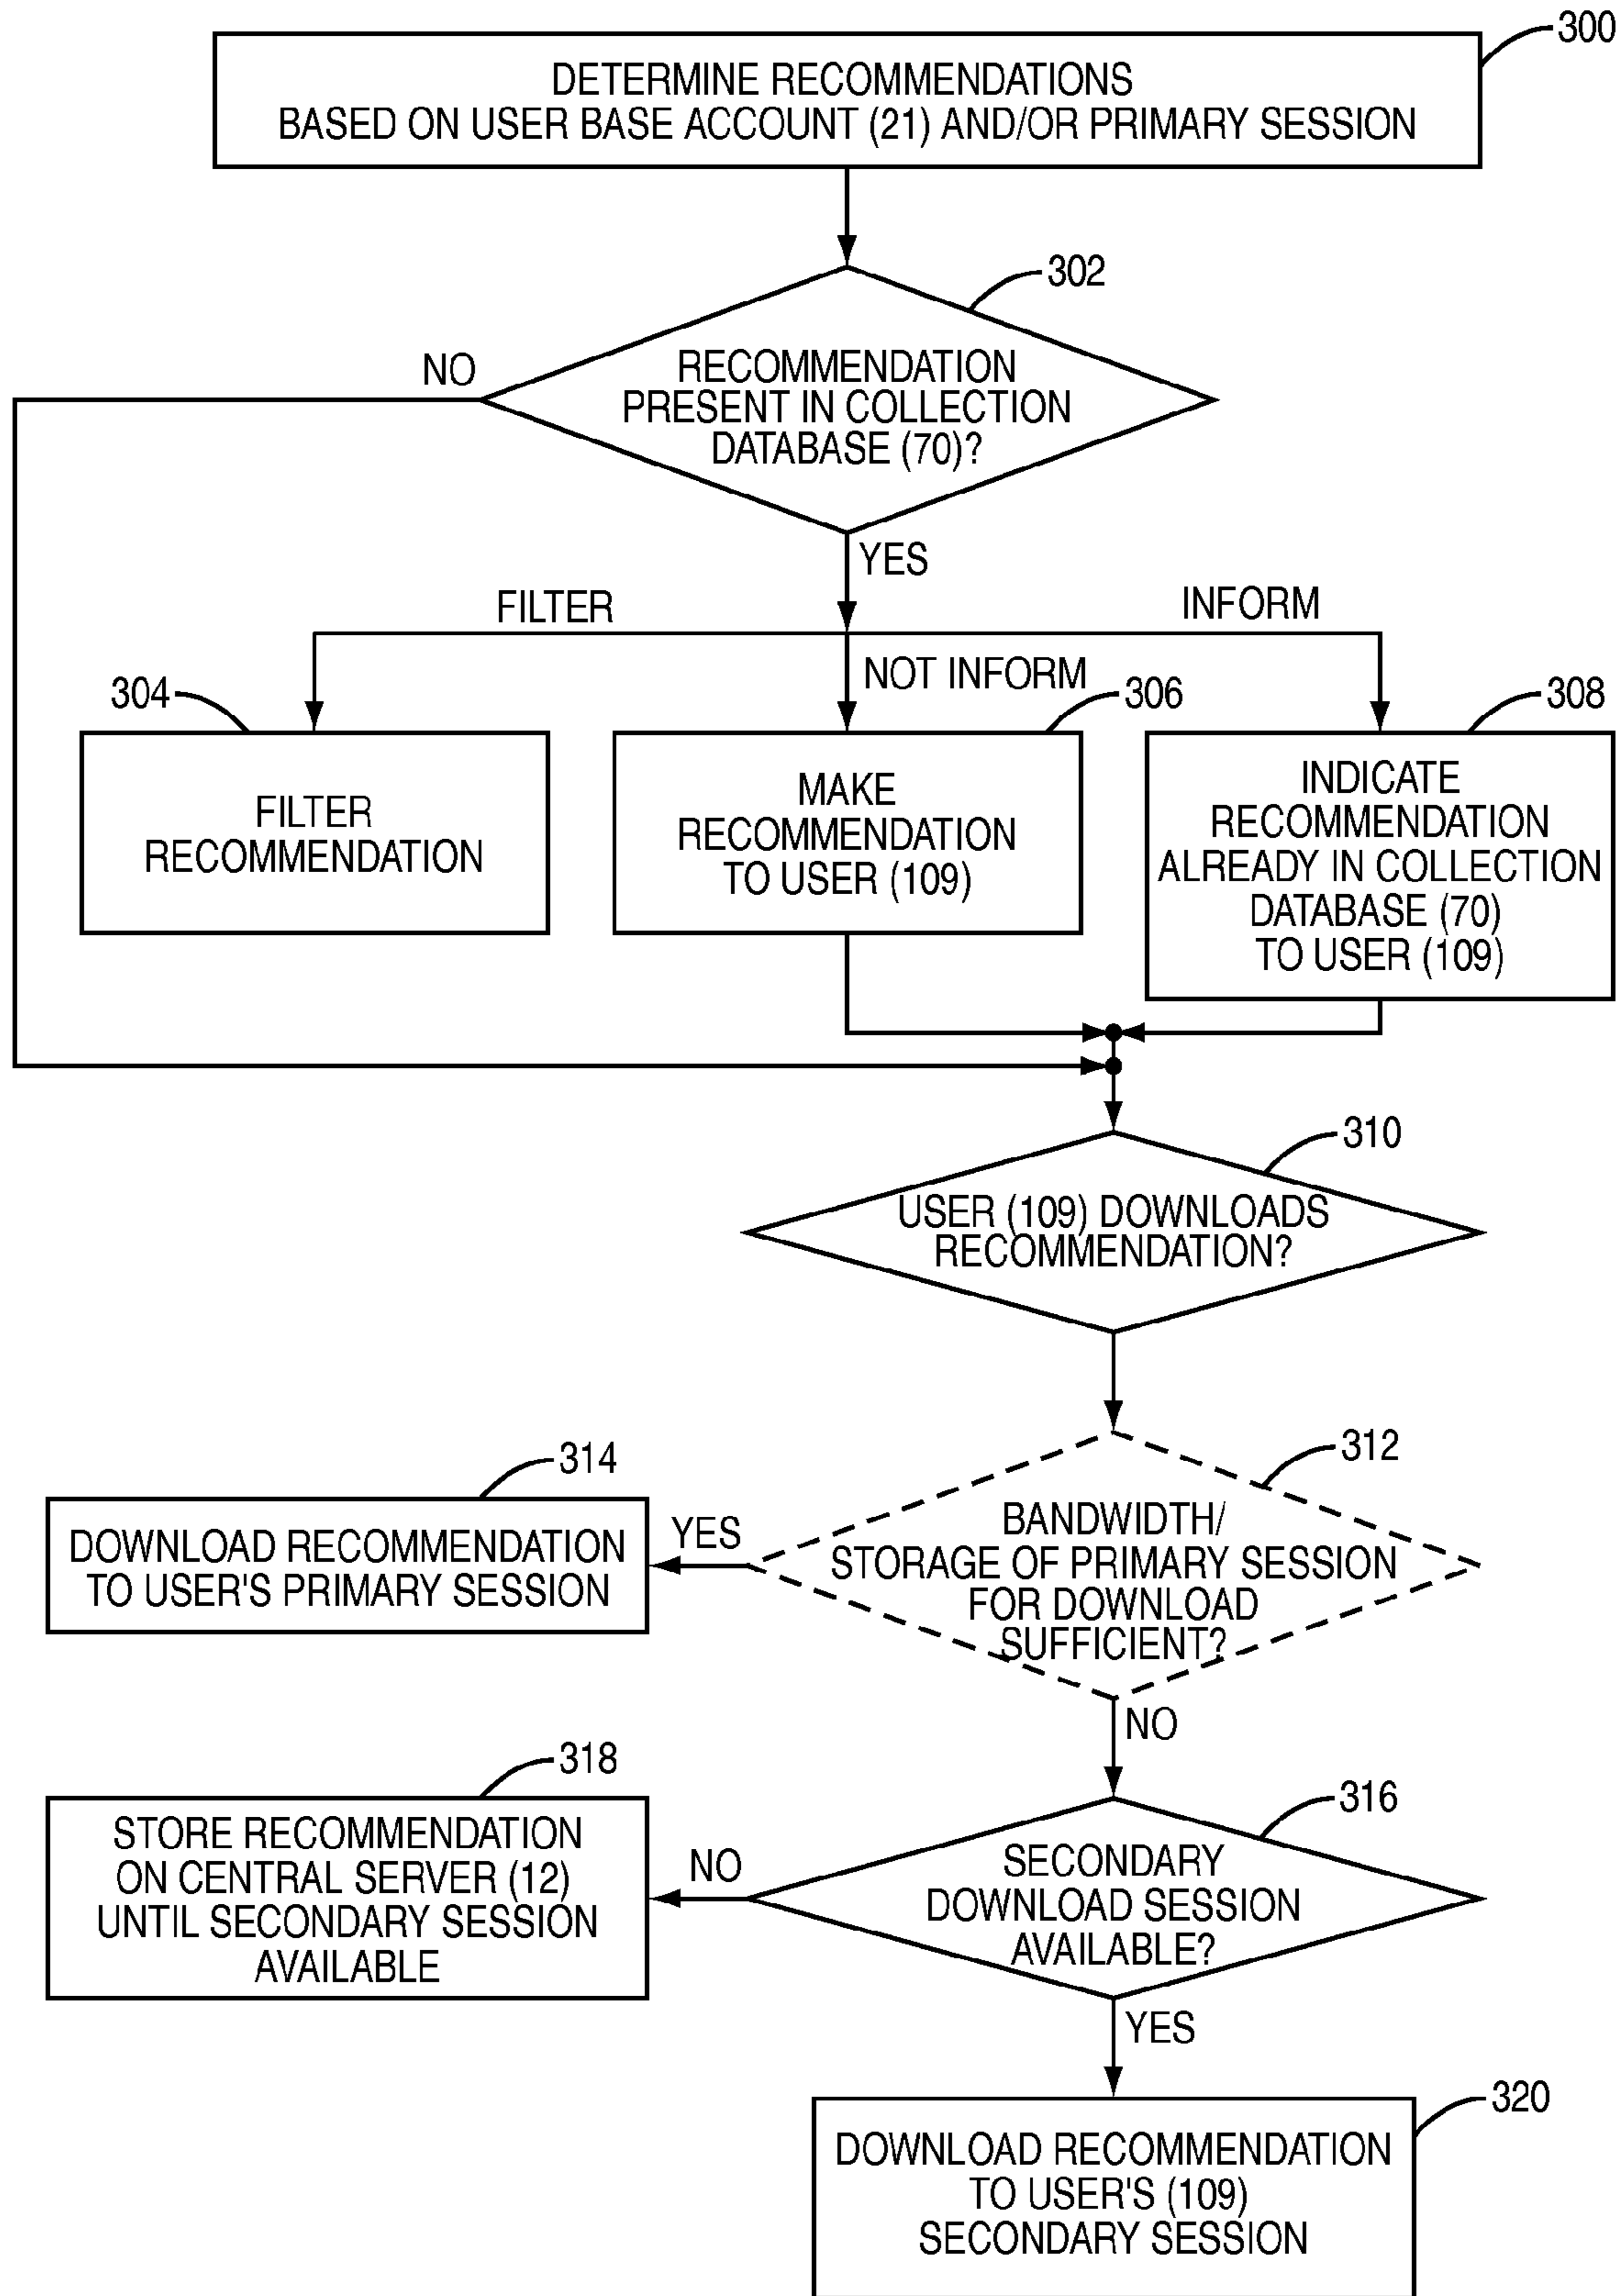 300
DETERMINE RECOMMENDATIONS
BASED ON USER BASE ACCOUNT (21) AND/OR PRIMARY SESSION
302
NO
RECOMMENDATION
PRESENT IN COLLECTION
DATABASE (70)?
YES
FILTER
INFORM
NOT INFORM
304
306
308
FILTER
RECOMMENDATION
MAKE
RECOMMENDATION
TO USER (109)
INDICATE
RECOMMENDATION
ALREADY IN COLLECTION
DATABASE (70)
TO USER (109)
310
USER (109) DOWNLOADS
RECOMMENDATION?
312
BANDWIDTH/
STORAGE OF PRIMARY SESSION
FOR DOWNLOAD
SUFFICIENT?
YES
314
DOWNLOAD RECOMMENDATION
TO USER'S PRIMARY SESSION
NO
316
SECONDARY
DOWNLOAD SESSION
AVAILABLE?
NO
318
STORE RECOMMENDATION
ON CENTRAL SERVER (12)
UNTIL SECONDARY SESSION
AVAILABLE
YES
320
DOWNLOAD RECOMMENDATION
TO USER'S (109)
SECONDARY SESSION